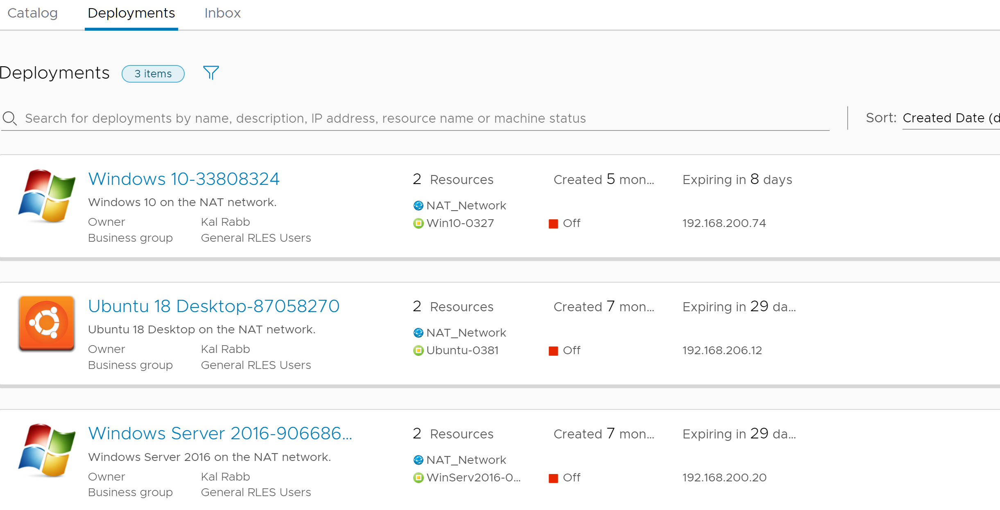 Catalog Deployments Inbox
Deployments 3 items
Search for deployments by name, description, IP address, resource name or machine status Sort: Created Date (d
Windows 10-33808324 2 Resources Created 5 mon... Expiring in 8 days
Windows 10 on the NAT network. NAT_Network
Owner Kal Rabb Win10-0327 Off 192.168.200.74
Business group General RLES Users
Ubuntu 18 Desktop-87058270 2 Resources Created 7 mon... Expiring in 29 da...
Ubuntu 18 Desktop on the NAT network. NAT_Network
Owner Kal Rabb Ubuntu-0381 Off 192.168.206.12
Business group General RLES Users
Windows Server 2016-906686... 2 Resources Created 7 mon... Expiring in 29 da...
Windows Server 2016 on the NAT network. NAT_Network
Owner Kal Rabb WinServ2016-0... Off 192.168.200.20
Business group General RLES Users